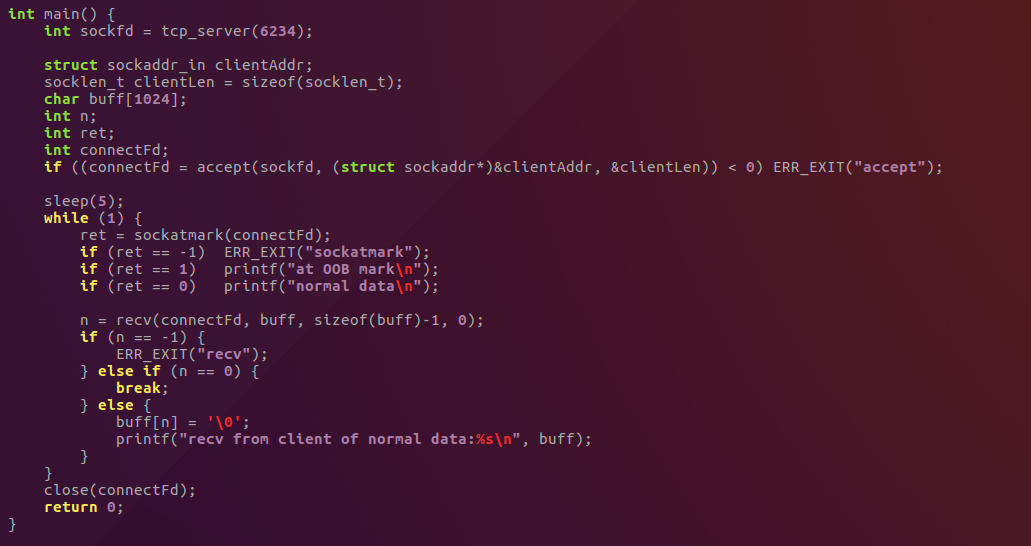 int main() {
    int sockfd = tcp_server(6234);

    struct sockaddr_in clientAddr;
    socklen_t clientLen = sizeof(socklen_t);
    char buff[1024];
    int n;
    int ret;
    int connectFd;
    if ((connectFd = accept(sockfd, (struct sockaddr*)&clientAddr, &clientLen)) < 0) ERR_EXIT("accept");

    sleep(5);
    while (1) {
        ret = sockatmark(connectFd);
        if (ret == -1)  ERR_EXIT("sockatmark");
        if (ret == 1)   printf("at OOB mark\n");
        if (ret == 0)   printf("normal data\n");

        n = recv(connectFd, buff, sizeof(buff)-1, 0);
        if (n == -1) {
            ERR_EXIT("recv");
        } else if (n == 0) {
            break;
        } else {
            buff[n] = '\0';
            printf("recv from client of normal data:%s\n", buff);
        }
    }
    close(connectFd);
    return 0;
}